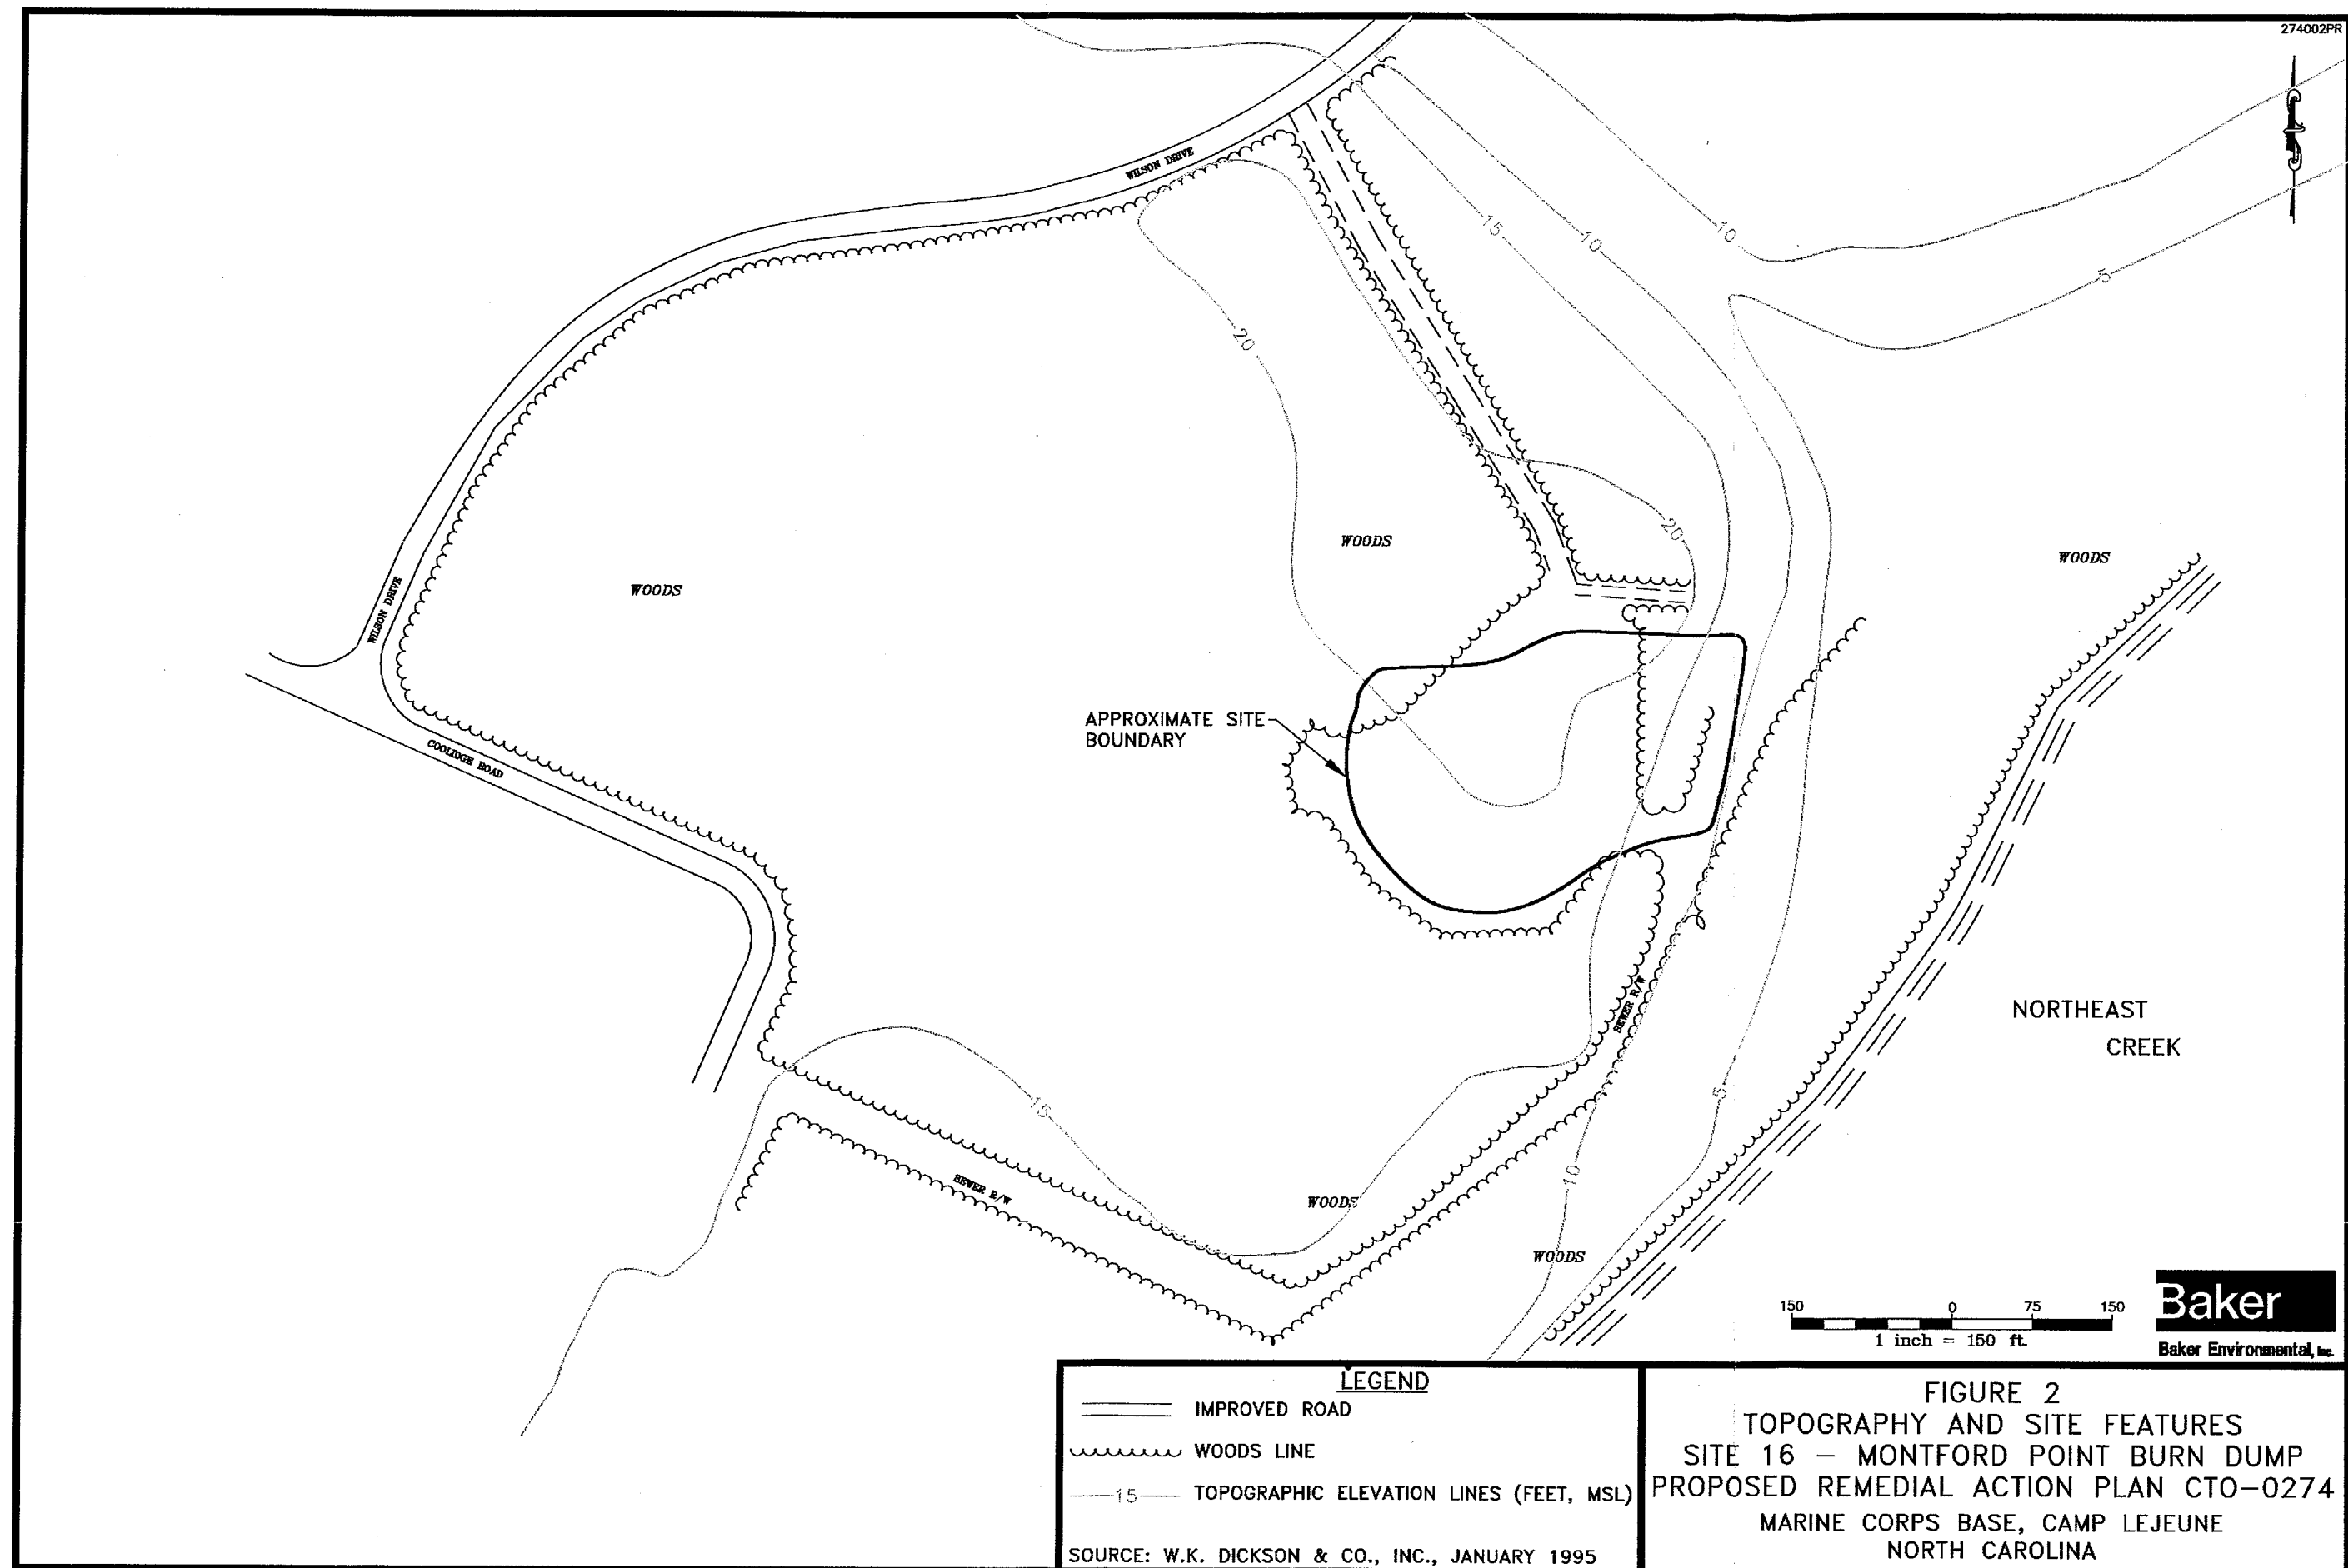 274002PR
WILSON DRIVE
15
10
10
5
20
20
WOODS
WOODS
WOODS
WILSON DRIVE
APPROXIMATE SITE
BOUNDARY
COOLIDGE ROAD
SEWER R/W
NORTHEAST
CREEK
15
5
10
SEWER R/W
WOODS
WOODS
150 0 75 150
1 inch = 150 ft.
Baker
Baker Environmental, Inc.
LEGEND
IMPROVED ROAD
WOODS LINE
15 TOPOGRAPHIC ELEVATION LINES (FEET, MSL)
SOURCE: W.K. DICKSON & CO., INC., JANUARY 1995
FIGURE 2
TOPOGRAPHY AND SITE FEATURES
SITE 16 – MONTFORD POINT BURN DUMP
PROPOSED REMEDIAL ACTION PLAN CTO-0274
MARINE CORPS BASE, CAMP LEJEUNE
NORTH CAROLINA